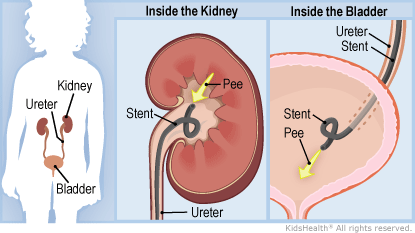 Inside the Kidney
Inside the Bladder
Kidney
Ureter
Bladder
Pee
Stent
Ureter
Ureter
Stent
Stent
Pee
KidsHealth® All rights reserved.